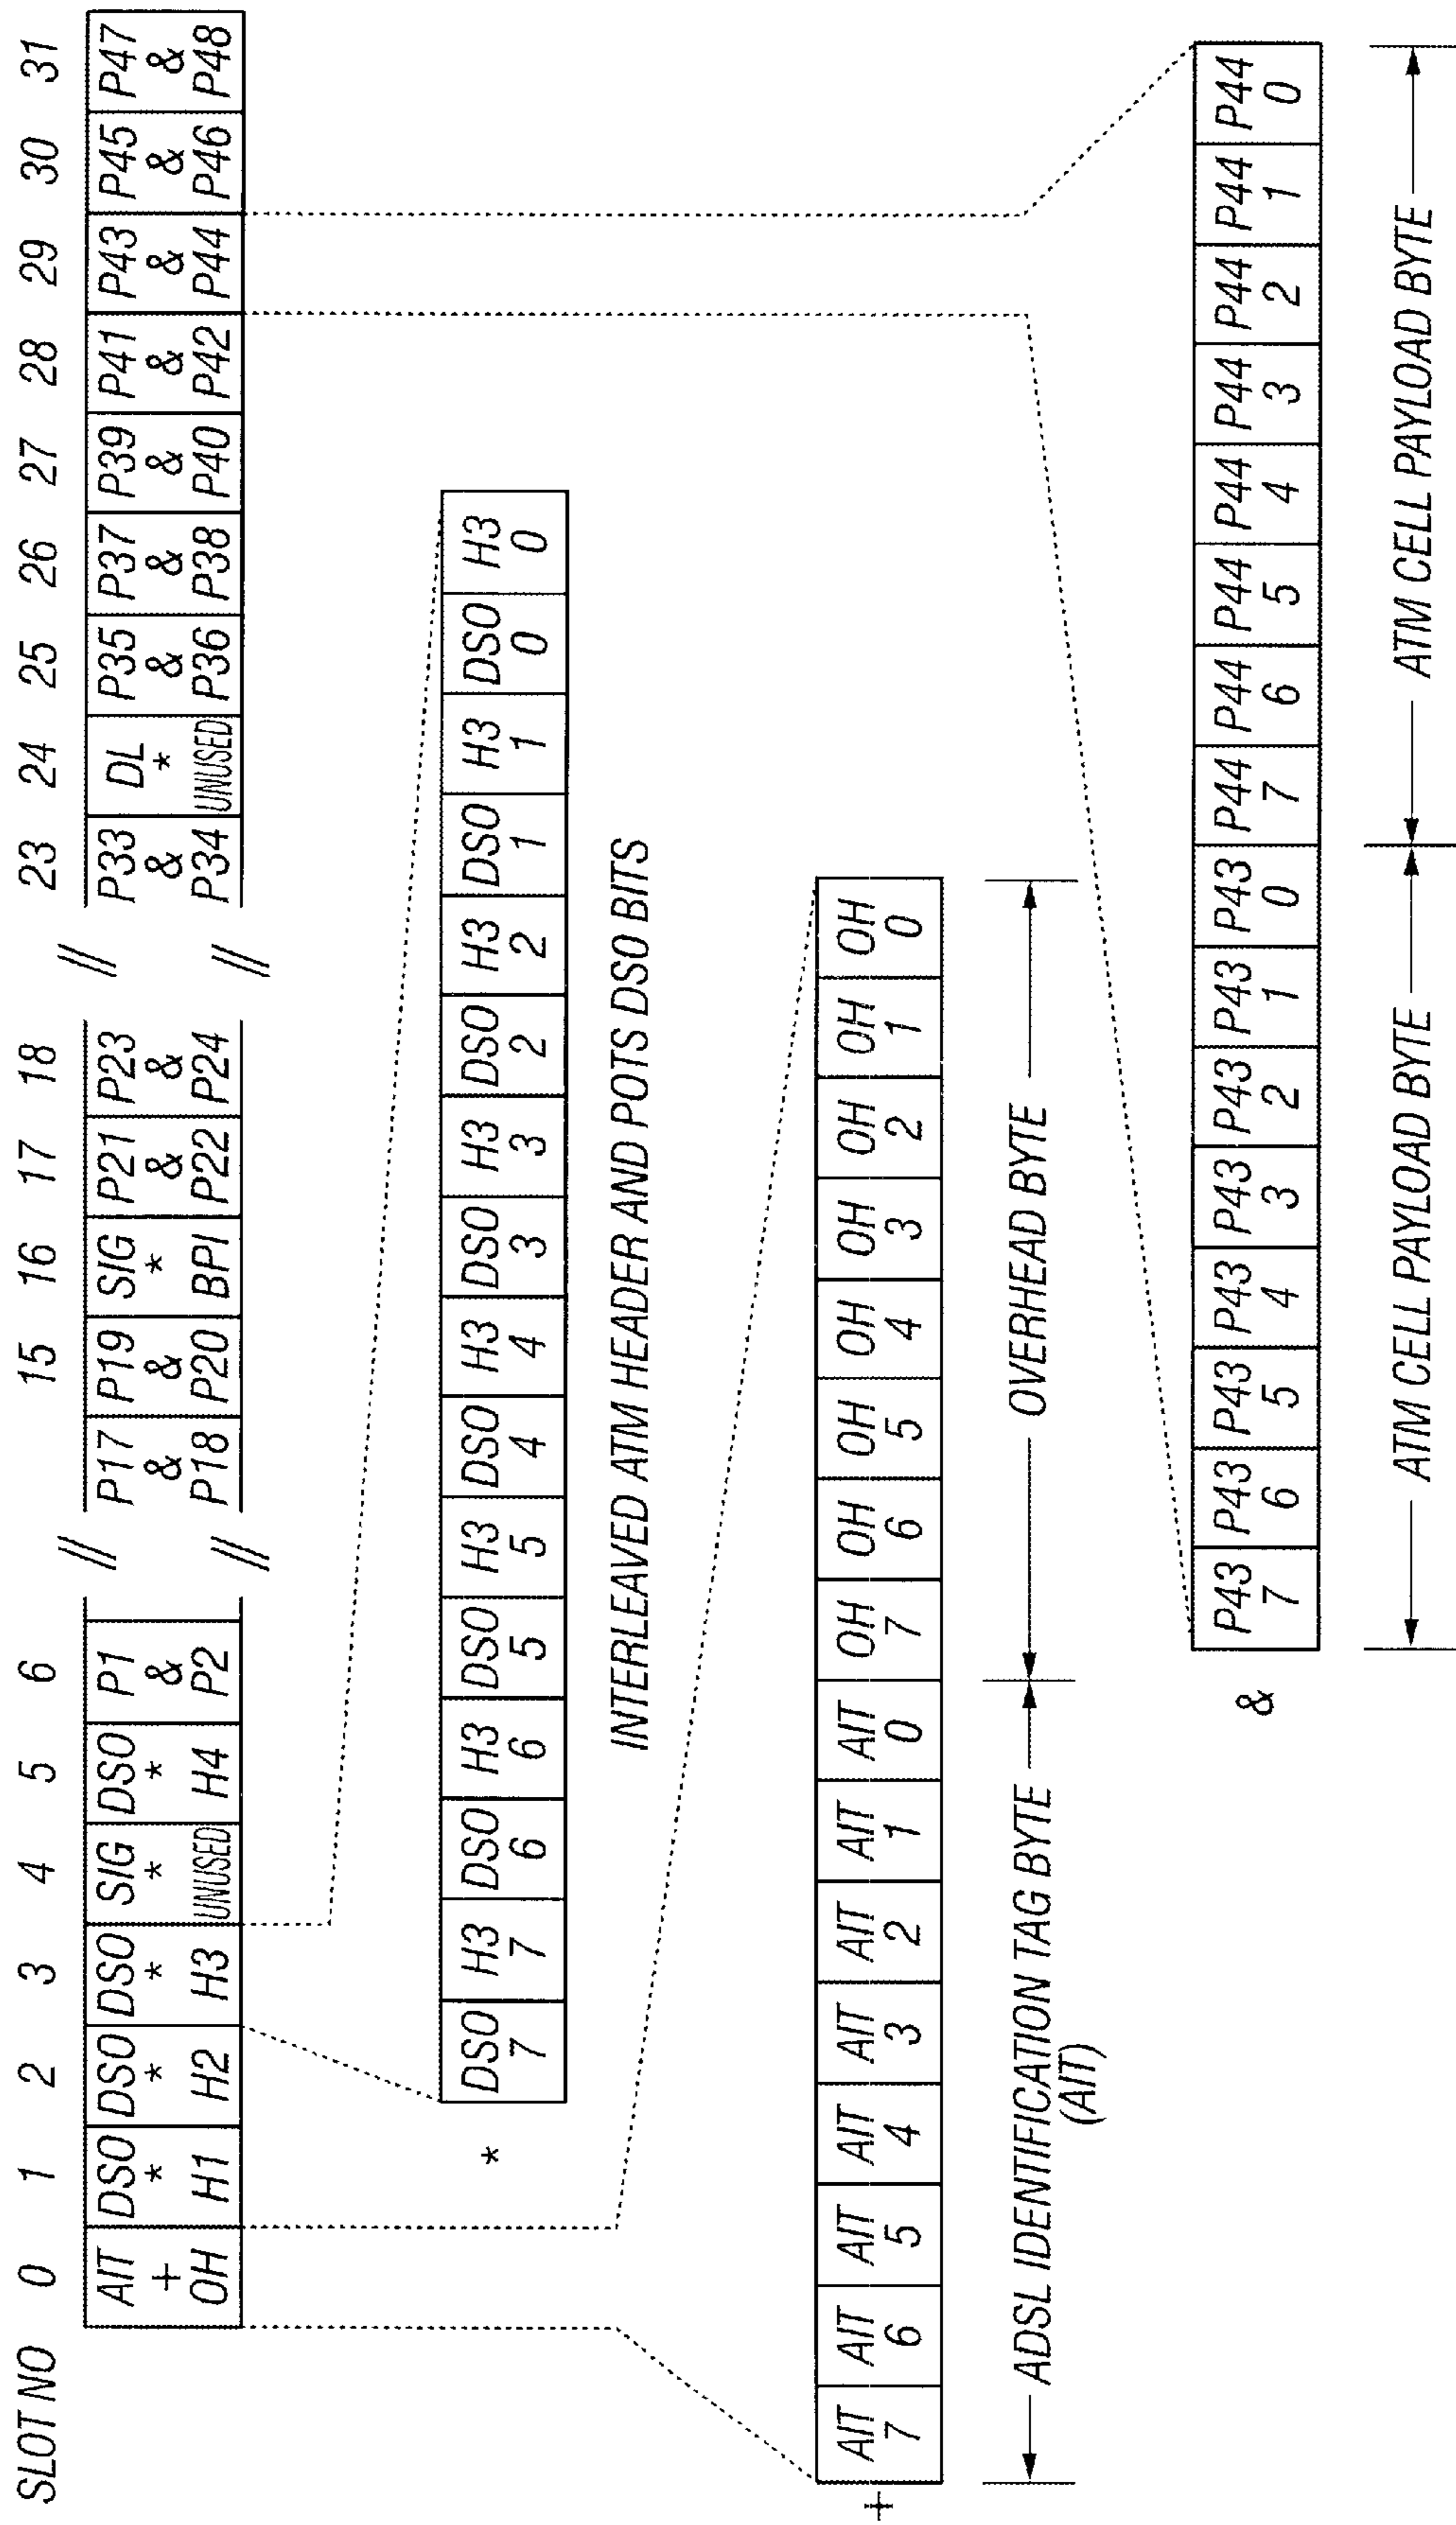 SLOT NO 0 1 2 3 4 5 6 15 16 17 18 23 24 25 26 27 28 29 30 31
AIT DSO DSO DSO SIG DSO P1 // P17 P19 SIG P21 P23 // P33 DL P35 P37 P39 P41 P43 P45 P47
+ * * * * * & & & * & & & * & & & & & & &
OH H1 H2 H3 UNUSED H4 P2 // P18 P20 BPI P22 P24 // P34 UNUSED P36 P38 P40 P42 P44 P46 P48
* DSO H3 DSO H3 DSO H3 DSO H3 DSO H3 DSO H3 DSO H3 DSO H3
7 7 6 6 5 5 4 4 3 3 2 2 1 1 0 0
INTERLEAVED ATM HEADER AND POTS DSO BITS
+ AIT AIT AIT AIT AIT AIT AIT AIT OH OH OH OH OH OH OH OH
7 6 5 4 3 2 1 0 7 6 5 4 3 2 1 0
ADSL IDENTIFICATION TAG BYTE OVERHEAD BYTE
(AIT)
& P43 P43 P43 P43 P43 P43 P43 P43 P44 P44 P44 P44 P44 P44 P44 P44
7 6 5 4 3 2 1 0 7 6 5 4 3 2 1 0
ATM CELL PAYLOAD BYTE ATM CELL PAYLOAD BYTE